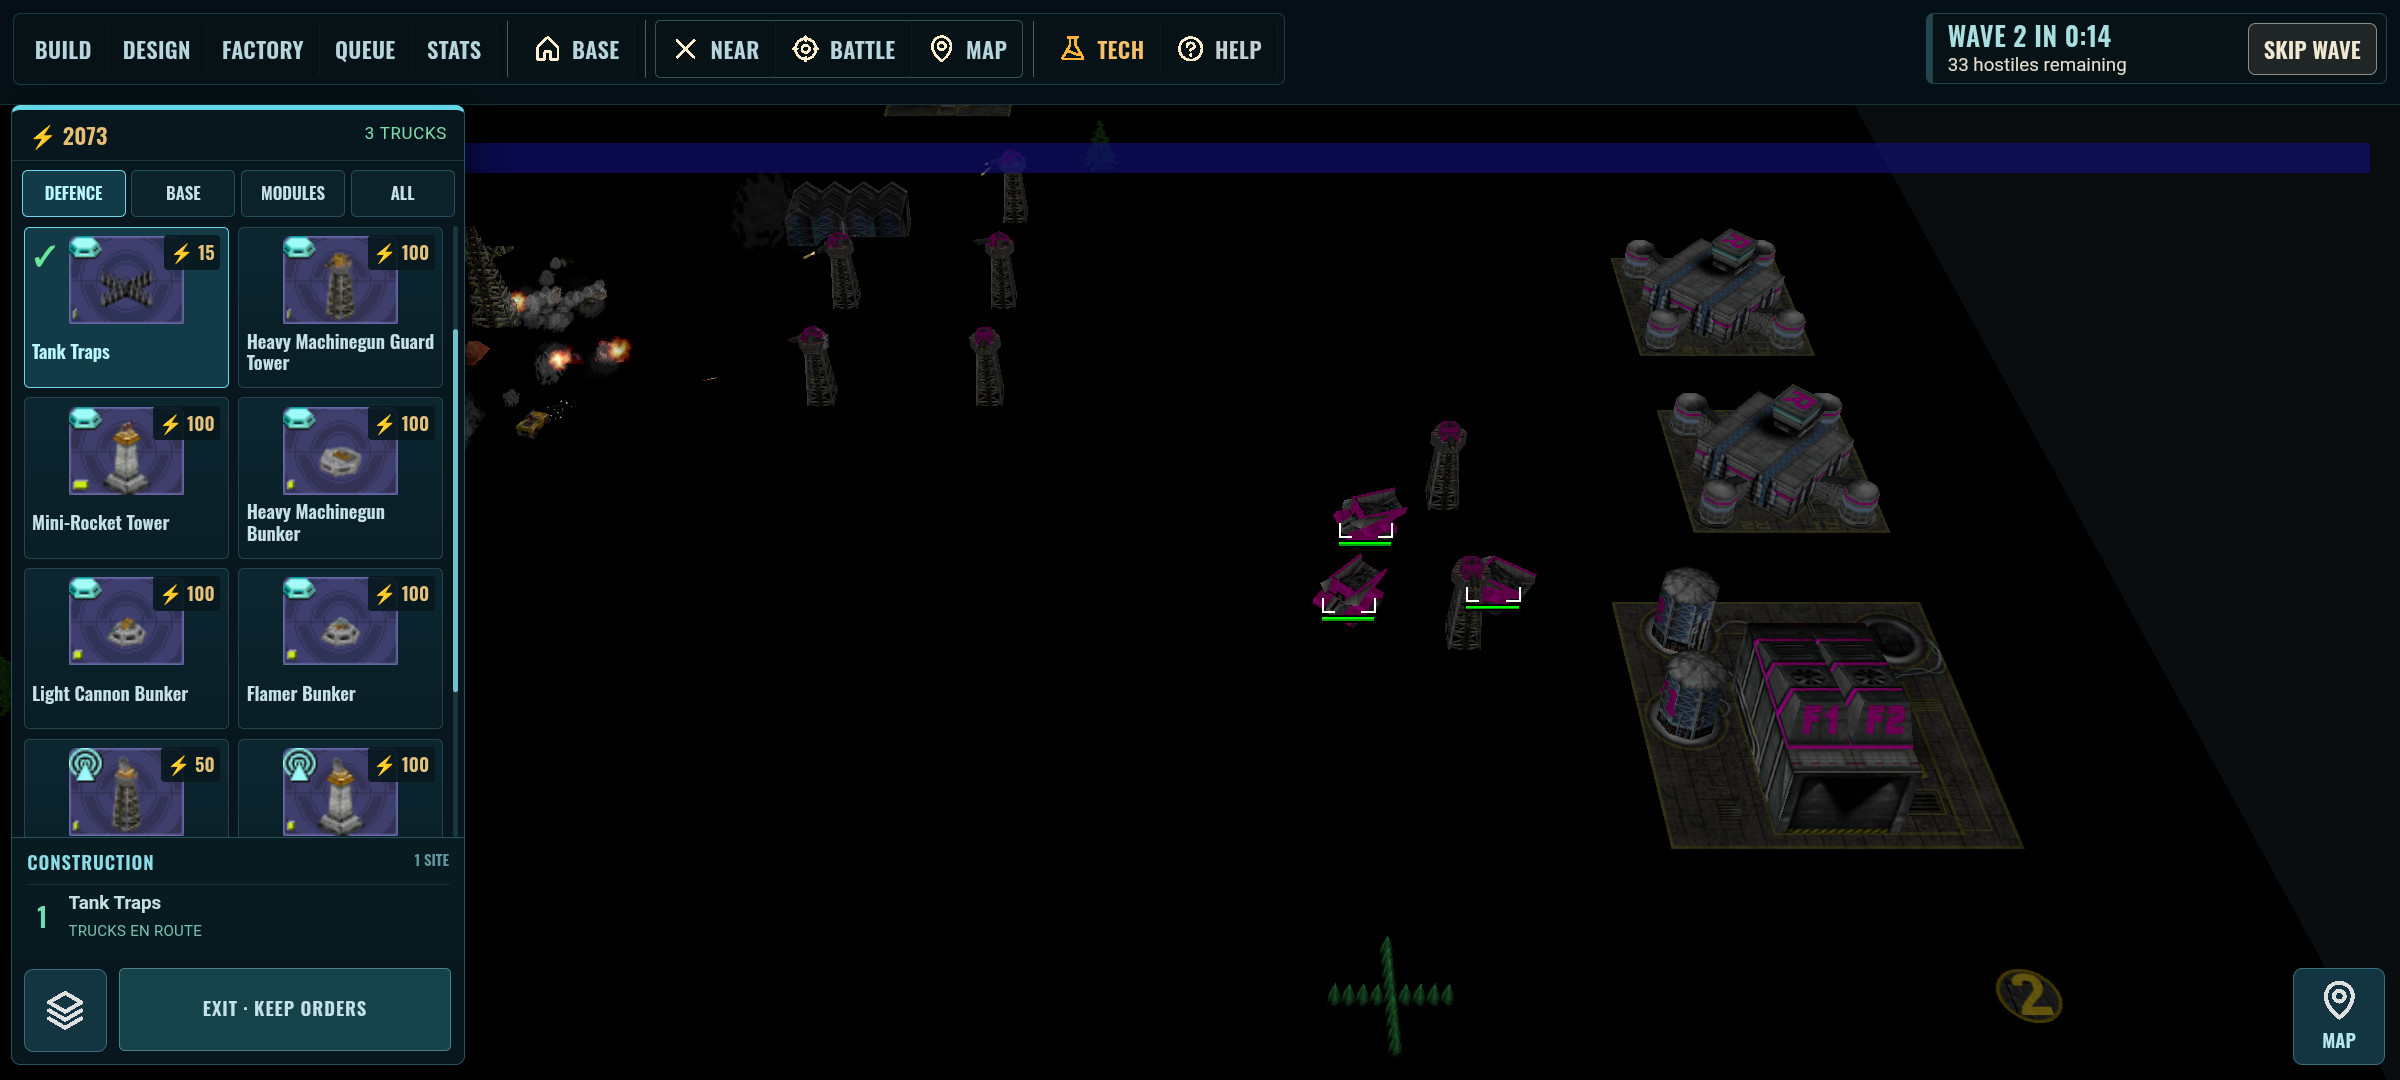 BUILD DESIGN FACTORY QUEUE STATS BASE NEAR BATTLE MAP TECH HELP
WAVE 2 IN 0:14
33 hostiles remaining
SKIP WAVE
2073
3 TRUCKS
DEFENCE BASE MODULES ALL
15
Tank Traps
100
Heavy Machinegun Guard
Tower
100
Mini-Rocket Tower
100
Heavy Machinegun
Bunker
100
Light Cannon Bunker
100
Flamer Bunker
50
100
CONSTRUCTION
1 SITE
1
Tank Traps
TRUCKS EN ROUTE
EXIT · KEEP ORDERS
F1 F2
2
MAP